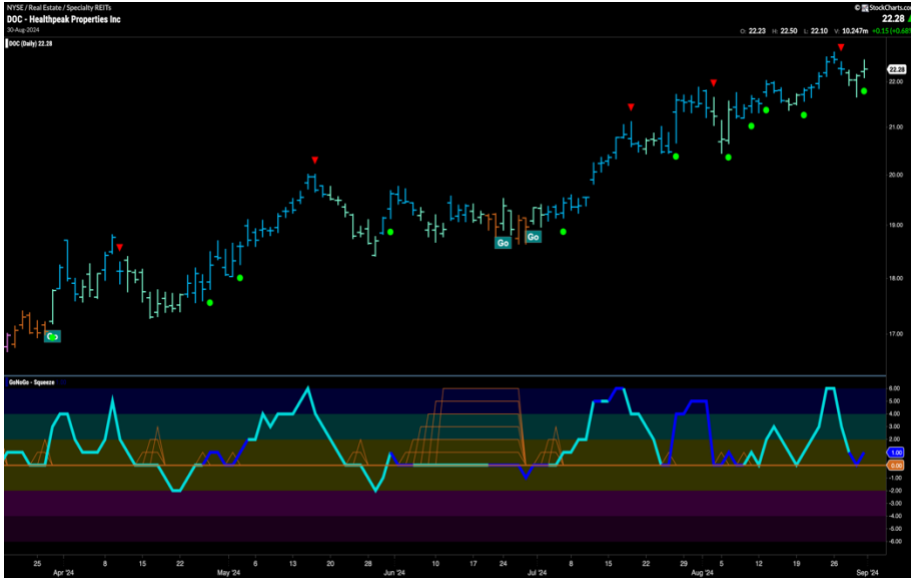 NYSE / Real Estate / Specialty REITs
© StockCharts.com
DOC - Healthpeak Properties Inc
22.28
30-Aug-2024
O: 22.23 H: 22.50 L: 22.10 V: 10.247m +0.15 (+0.68
DOC (Daily) 22.28
22.28
22.00
21.00
20.00
19.00
Go Go
18.00
Go
17.00
GoNoGo - Squeeze
6.00
5.00
4.00
3.00
2.00
1.00
0.00
-1.00
-2.00
-3.00
-4.00
-5.00
-6.00
25 8 15 22 6 13 20 28 10 17 24 8 15 22 29 5 12 19 26
Apr '24 May '24 Jun '24 Jul '24 Aug '24 Sep '24